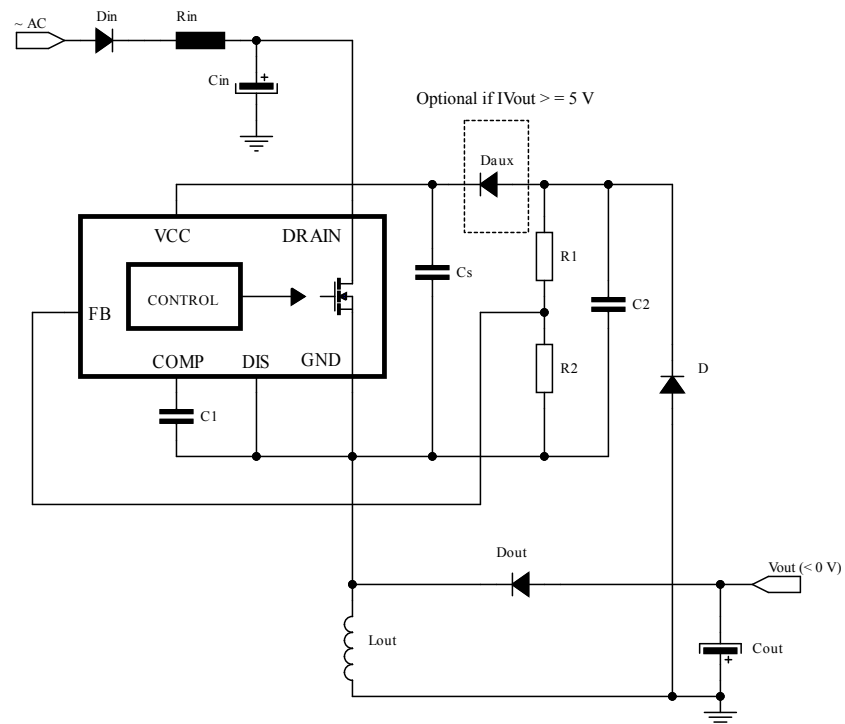 ~ AC
Din
Rin
Cin
+
Optional if IVout > = 5 V
Daux
VCC
DRAIN
R1
Cs
CONTROL
C2
FB
COMP
DIS
GND
R2
D
C1
Dout
Vout (< 0 V)
Lout
Cout
+